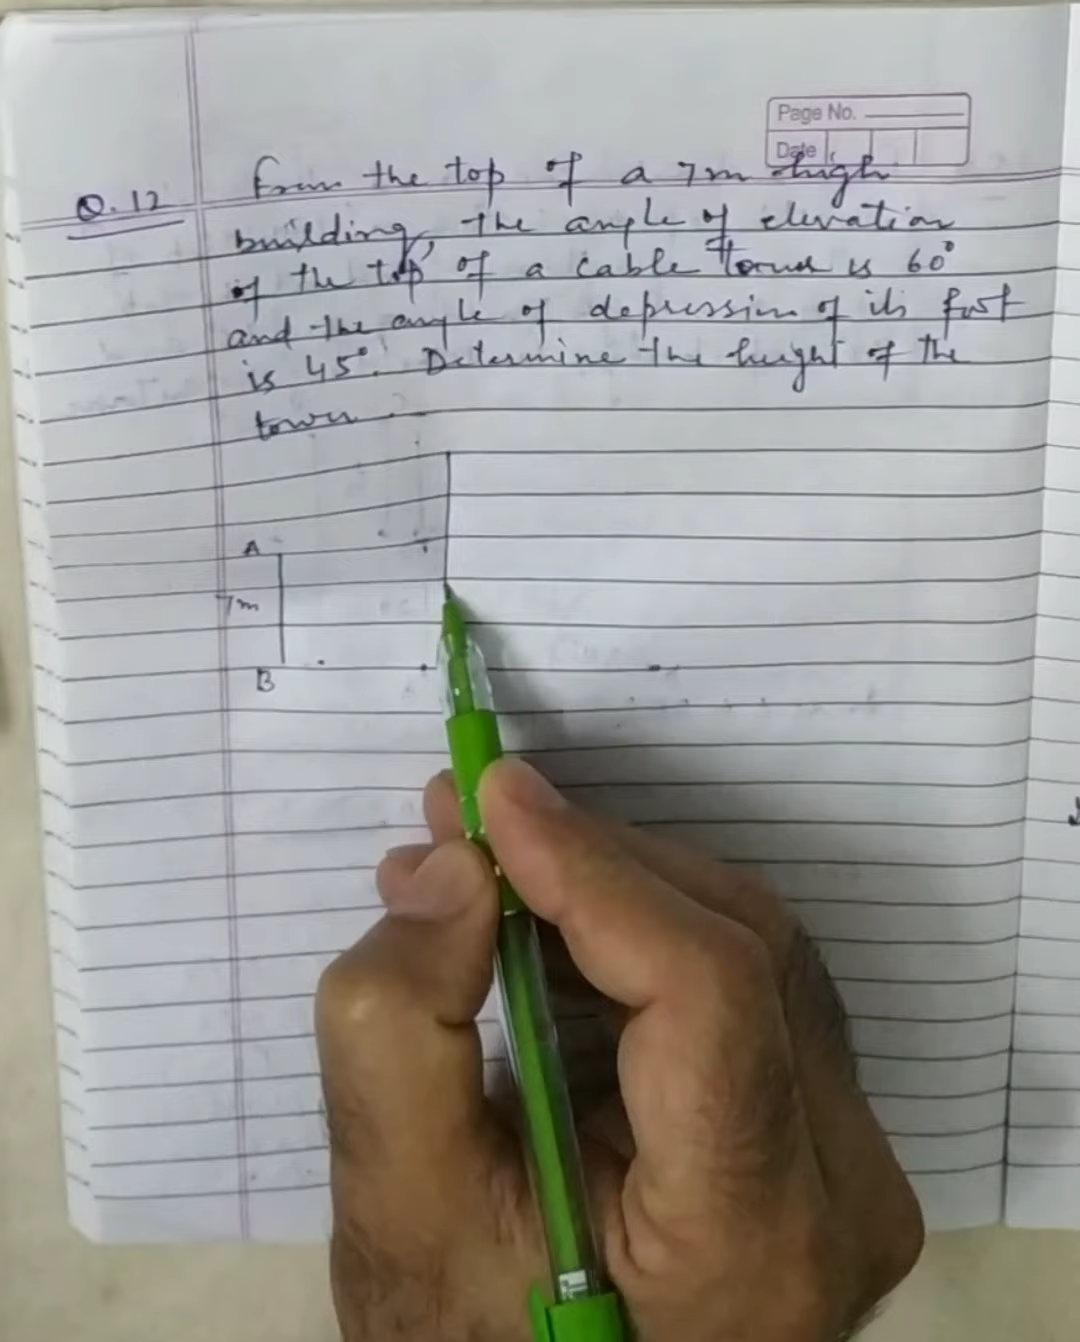 Page No.
Date
Q.12 From the top of a 7m high
building, the angle of elevation
of the top of a cable tower is 60°
and the angle of depression of its foot
is 45°. Determine the height of the
tower
A
7m
B